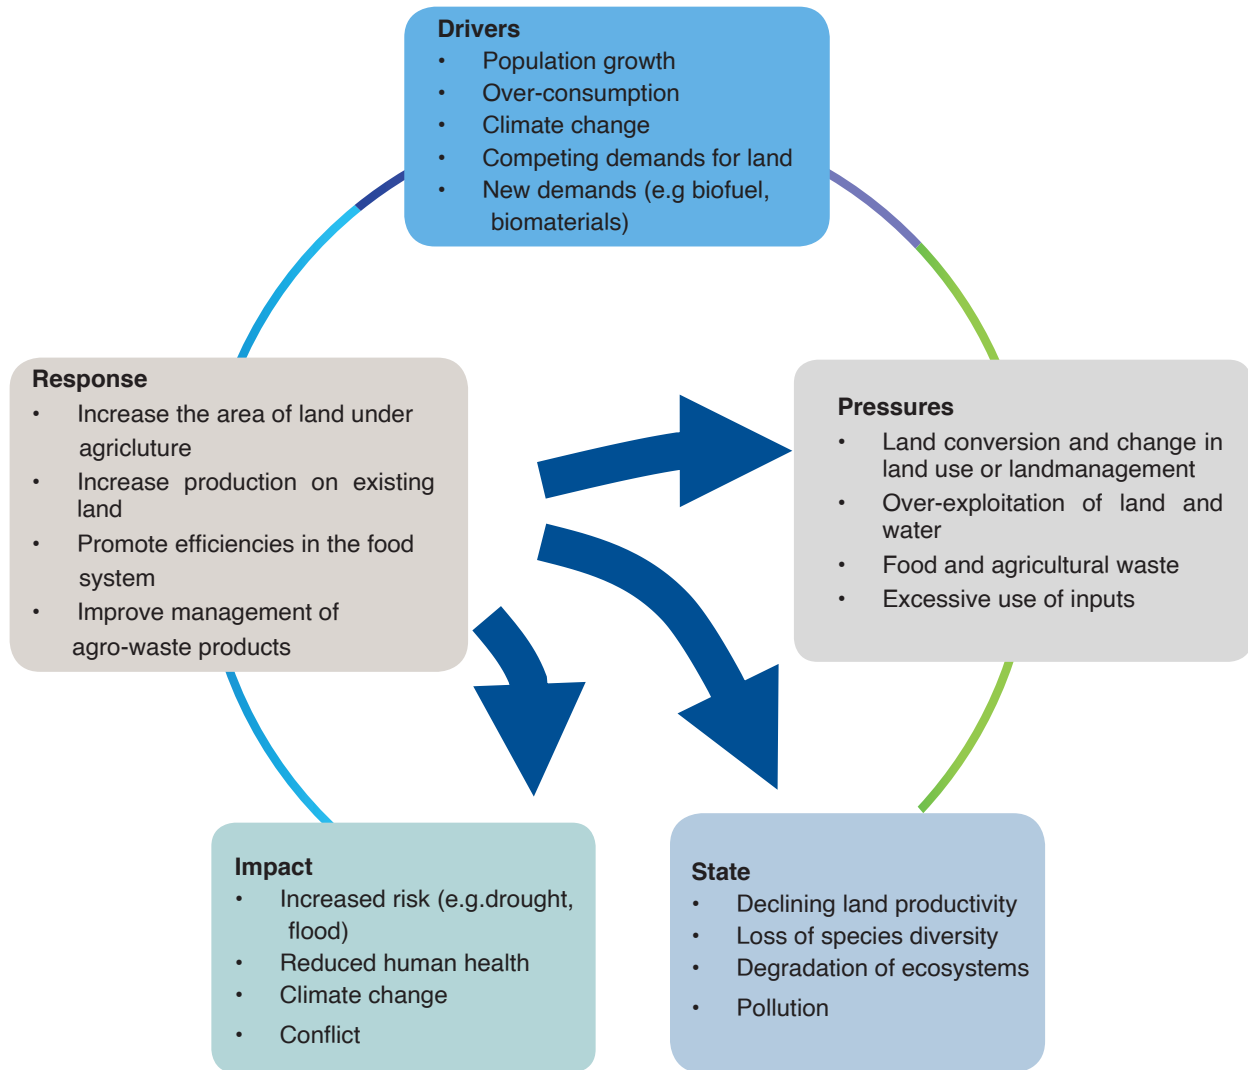 Drivers
• Population growth
• Over-consumption
• Climate change
• Competing demands for land
• New demands (e.g biofuel,
biomaterials)
Response
• Increase the area of land under
agricluture
• Increase production on existing
land
• Promote efficiencies in the food
system
• Improve management of
agro-waste products
Pressures
• Land conversion and change in
land use or landmanagement
• Over-exploitation of land and
water
• Food and agricultural waste
• Excessive use of inputs
Impact
• Increased risk (e.g.drought,
flood)
• Reduced human health
• Climate change
• Conflict
State
• Declining land productivity
• Loss of species diversity
• Degradation of ecosystems
• Pollution